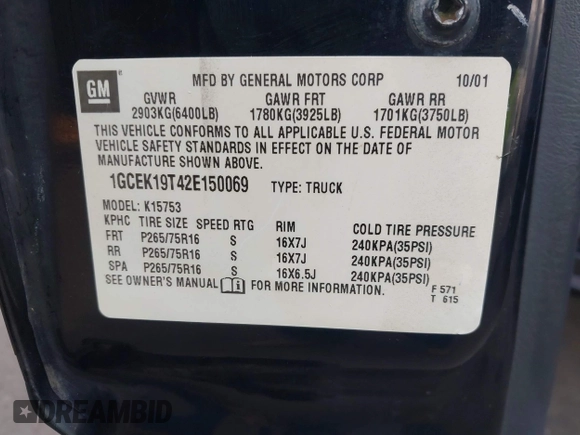 GM
MFD BY GENERAL MOTORS CORP 10/01
GVWR GAWR FRT GAWR RR
2903KG(6400LB) 1780KG(3925LB) 1701KG(3750LB)
THIS VEHICLE CONFORMS TO ALL APPLICABLE U.S. FEDERAL MOTOR
VEHICLE SAFETY STANDARDS IN EFFECT ON THE DATE OF
MANUFACTURE SHOWN ABOVE.
1GCEK19T42E150069 TYPE: TRUCK
MODEL: K15753
KPHC TIRE SIZE SPEED RTG RIM COLD TIRE PRESSURE
FRT P265/75R16 S 16X7J 240KPA(35PSI)
RR P265/75R16 S 16X7J 240KPA(35PSI)
SPA P265/75R16 S 16X6.5J 240KPA(35PSI)
SEE OWNER'S MANUAL FOR MORE INFORMATION. F 571
T 615
DREAMBID